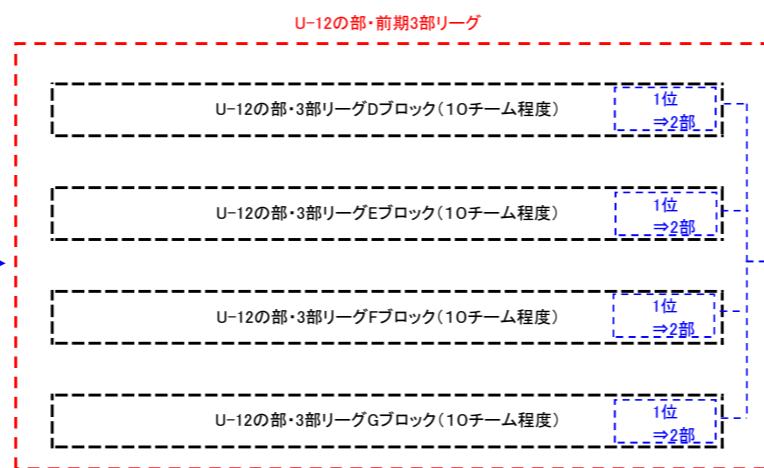 U-12の部・前期3部リーグ
U-12の部・3部リーグDブロック（10チーム程度）
1位
⇒2部
U-12の部・3部リーグEブロック（10チーム程度）
1位
⇒2部
U-12の部・3部リーグFブロック（10チーム程度）
1位
⇒2部
U-12の部・3部リーグGブロック（10チーム程度）
1位
⇒2部